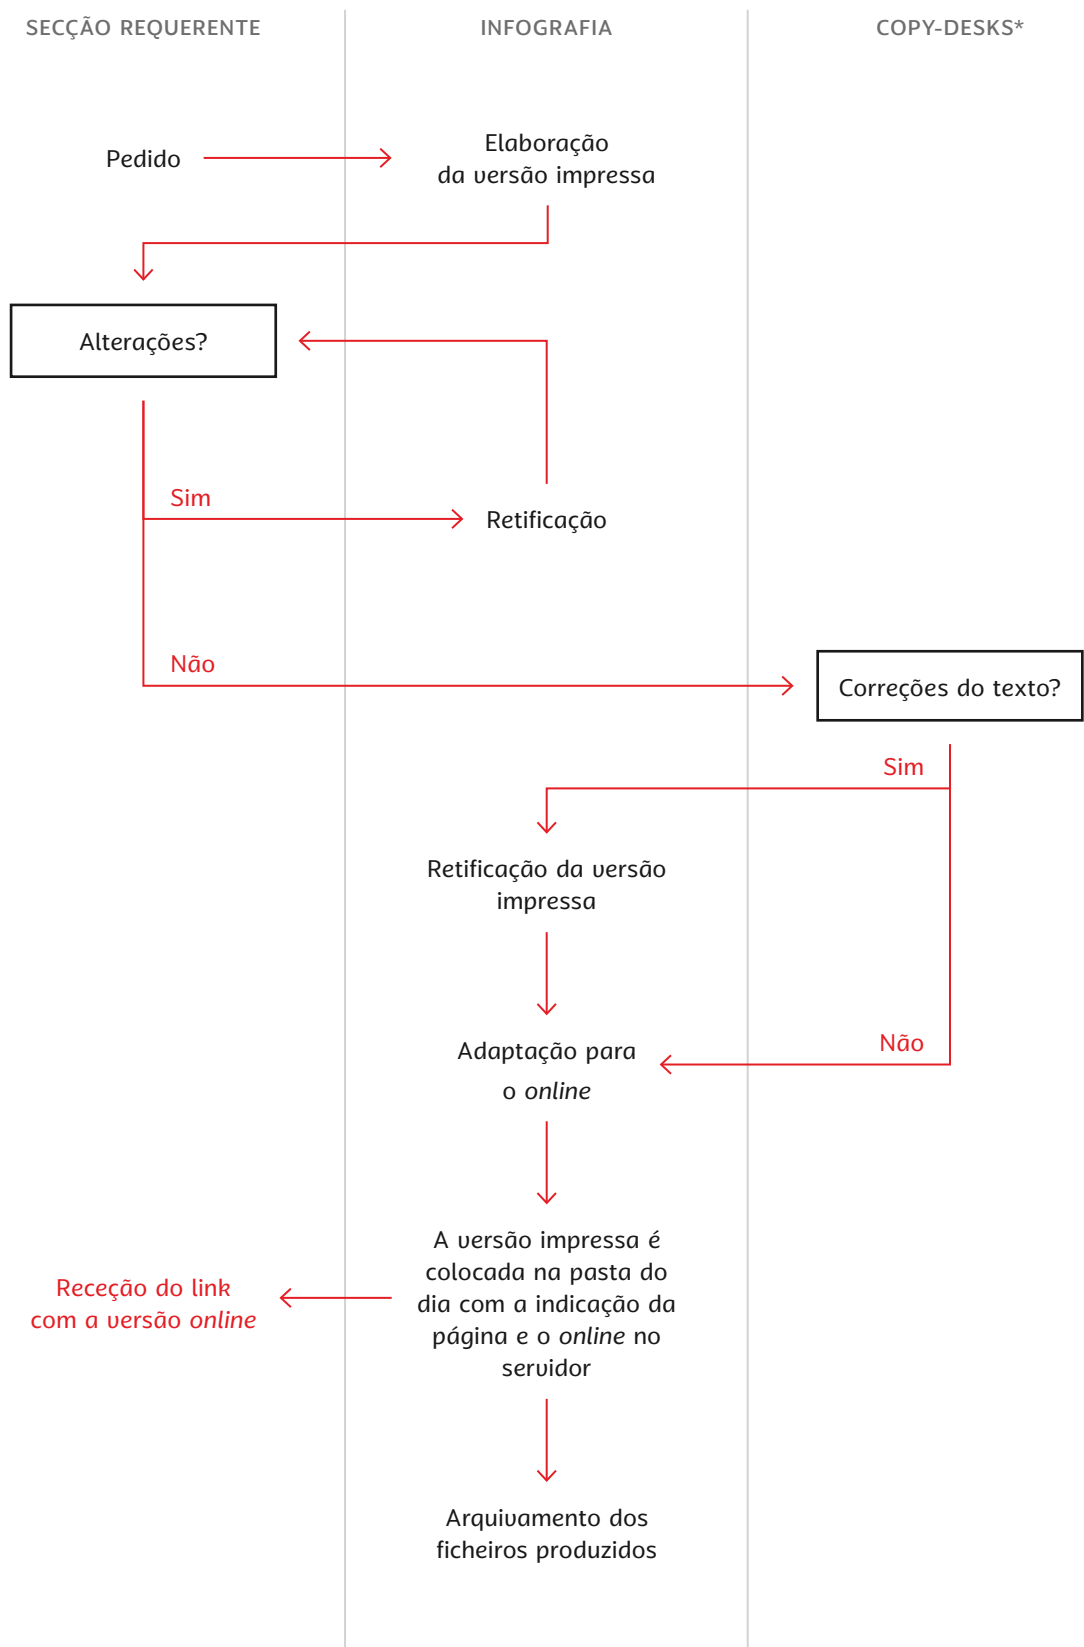 SECÇÃO REQUERENTE
INFOGRAFIA
COPY-DESKS*
Pedido
Elaboração
da versão impressa
Alterações?
Sim
Retificação
Não
Correções do texto?
Sim
Retificação da versão
impressa
Adaptação para
o online
Não
A versão impressa é
colocada na pasta do
dia com a indicação da
página e o online no
servidor
Receção do link
com a versão online
Arquivamento dos
ficheiros produzidos